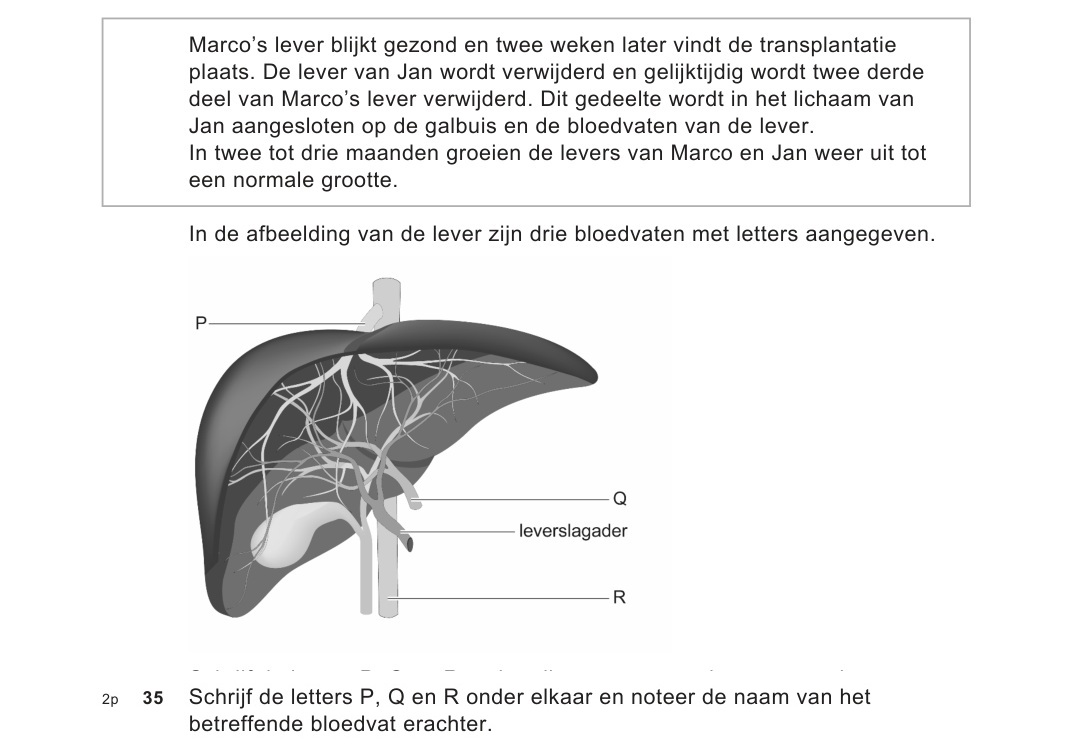 Marco’s lever blijkt gezond en twee weken later vindt de transplantatie
plaats. De lever van Jan wordt verwijderd en gelijktijdig wordt twee derde
deel van Marco’s lever verwijderd. Dit gedeelte wordt in het lichaam van
Jan aangesloten op de galbuis en de bloedvaten van de lever.
In twee tot drie maanden groeien de levers van Marco en Jan weer uit tot
een normale grootte.
In de afbeelding van de lever zijn drie bloedvaten met letters aangegeven.
P
Q
leverslagader
R
2p 35 Schrijf de letters P, Q en R onder elkaar en noteer de naam van het
betreffende bloedvat erachter.